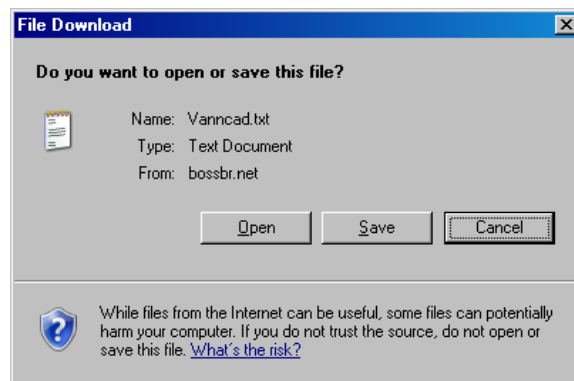 File Download
Do you want to open or save this file?
Name: Vanncad.txt
Type: Text Document
From: bossbr.net
Open Save Cancel
While files from the Internet can be useful, some files can potentially
harm your computer. If you do not trust the source, do not open or
save this file. What's the risk?